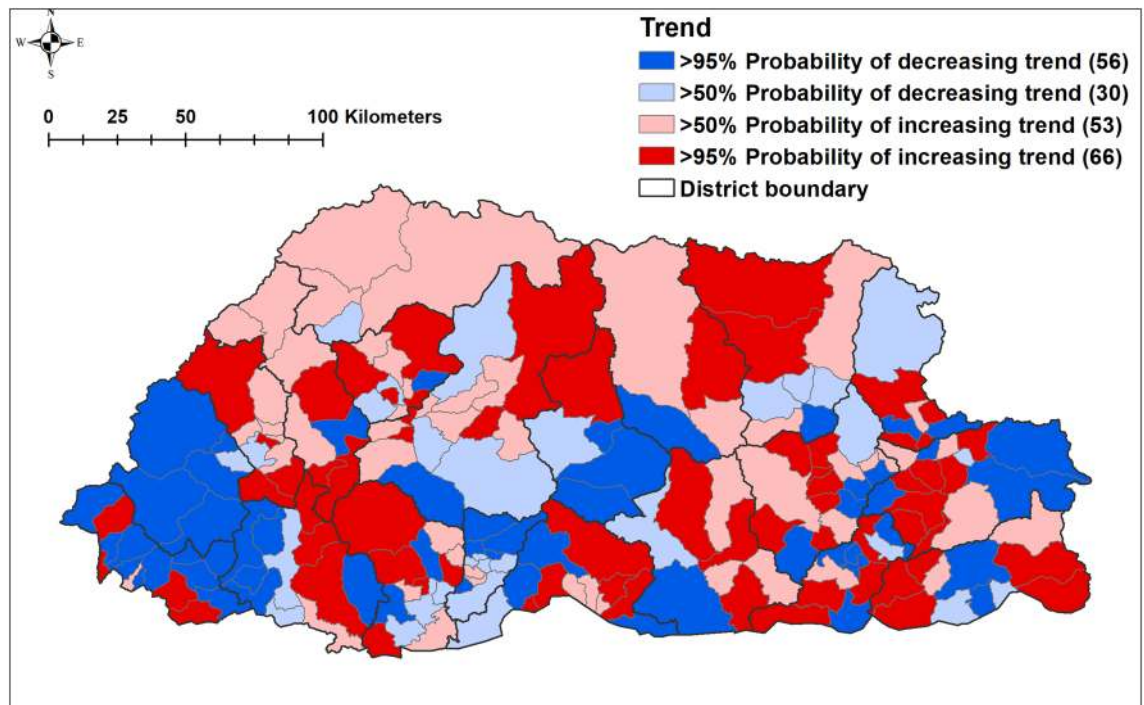 N
W E
S
0 25 50 100 Kilometers
Trend
>95% Probability of decreasing trend (56)
>50% Probability of decreasing trend (30)
>50% Probability of increasing trend (53)
>95% Probability of increasing trend (66)
District boundary